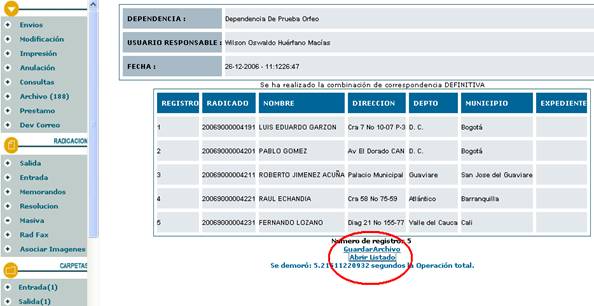 Envios
Modificación
Impresión
Anulación
Consultas
Archivo (188)
Prestamo
Dev Correo
RADICACION
Salida
Entrada
Memorandos
Resolucion
Masiva
Rad Fax
Asociar Imagenes
CARPETAS
Entrada(1)
Salida(1)
DEPENDENCIA : Dependencia De Prueba Orfeo
USUARIO RESPONSABLE : Wilson Oswaldo Huérfano Macías
FECHA : 26-12-2006 - 11:1226:47
Se ha realizado la combinación de correspondencia DEFINITIVA
REGISTRO RADICADO NOMBRE DIRECCION DEPTO MUNICIPIO EXPEDIENTE
1 20069000004191 LUIS EDUARDO GARZON Cra 7 No 10-07 P-3 D. C. Bogotá
2 20069000004201 PABLO GOMEZ Av El Dorado CAN D. C. Bogotá
3 20069000004211 ROBERTO JIMENEZ ACUÑA Palacio Municipal Guaviare San Jose del Guaviare
4 20069000004221 RAUL ECHANDIA Cra 58 No 75-59 Atlántico Barranquilla
5 20069000004231 FERNANDO LOZANO Diag 21 No 155-77 Valle del Cauca Cali
Numero de registros 5
GuardarArchivo
Abrir Listado
Se demoró: 5.21511220932 segundos la Operación total.